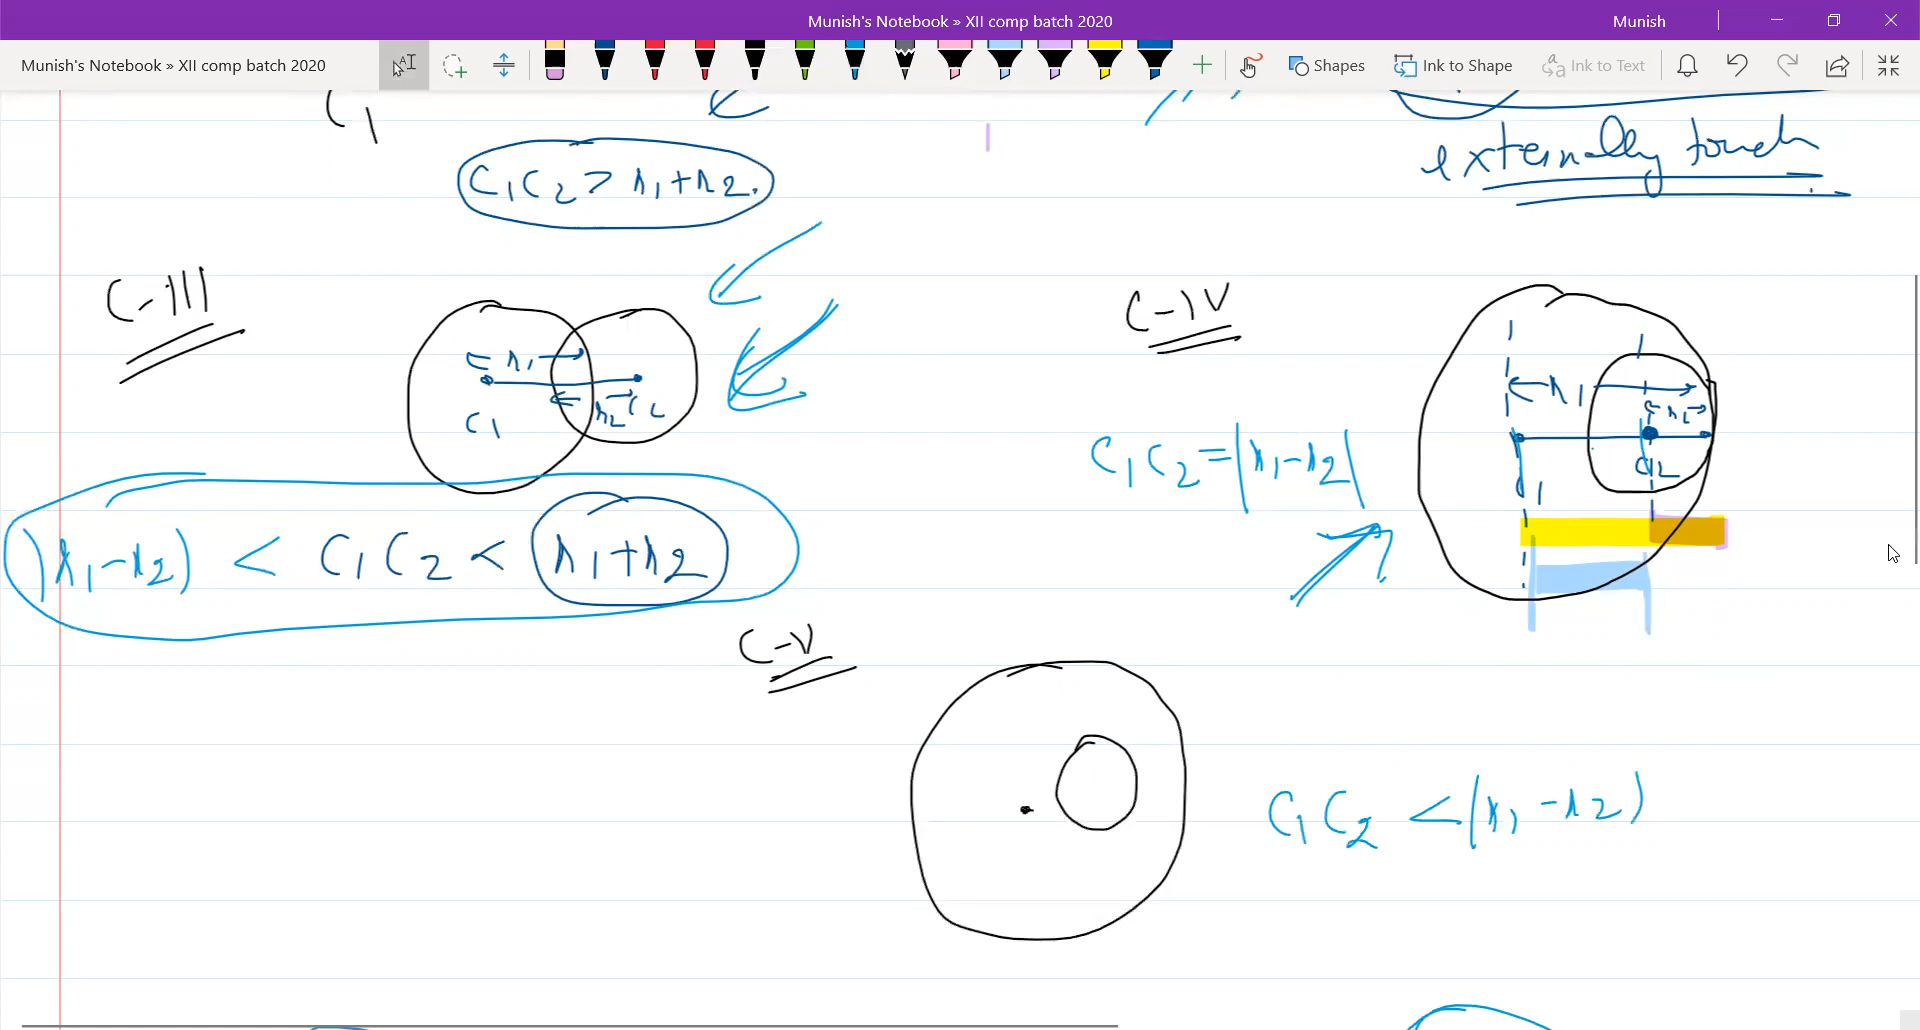 Munish's Notebook » XII comp batch 2020
Munish
Munish's Notebook » XII comp batch 2020
Shapes
Ink to Shape
Ink to Text
C1
externally touch
C1C2 > r1+r2.
C-III
C-IV
r1
r2
C1
C2
r1
r2
C2
C1C2 = |r1-r2|
|r1-r2| < C1C2 < r1+r2
C-V
C1C2 < |r1-r2|